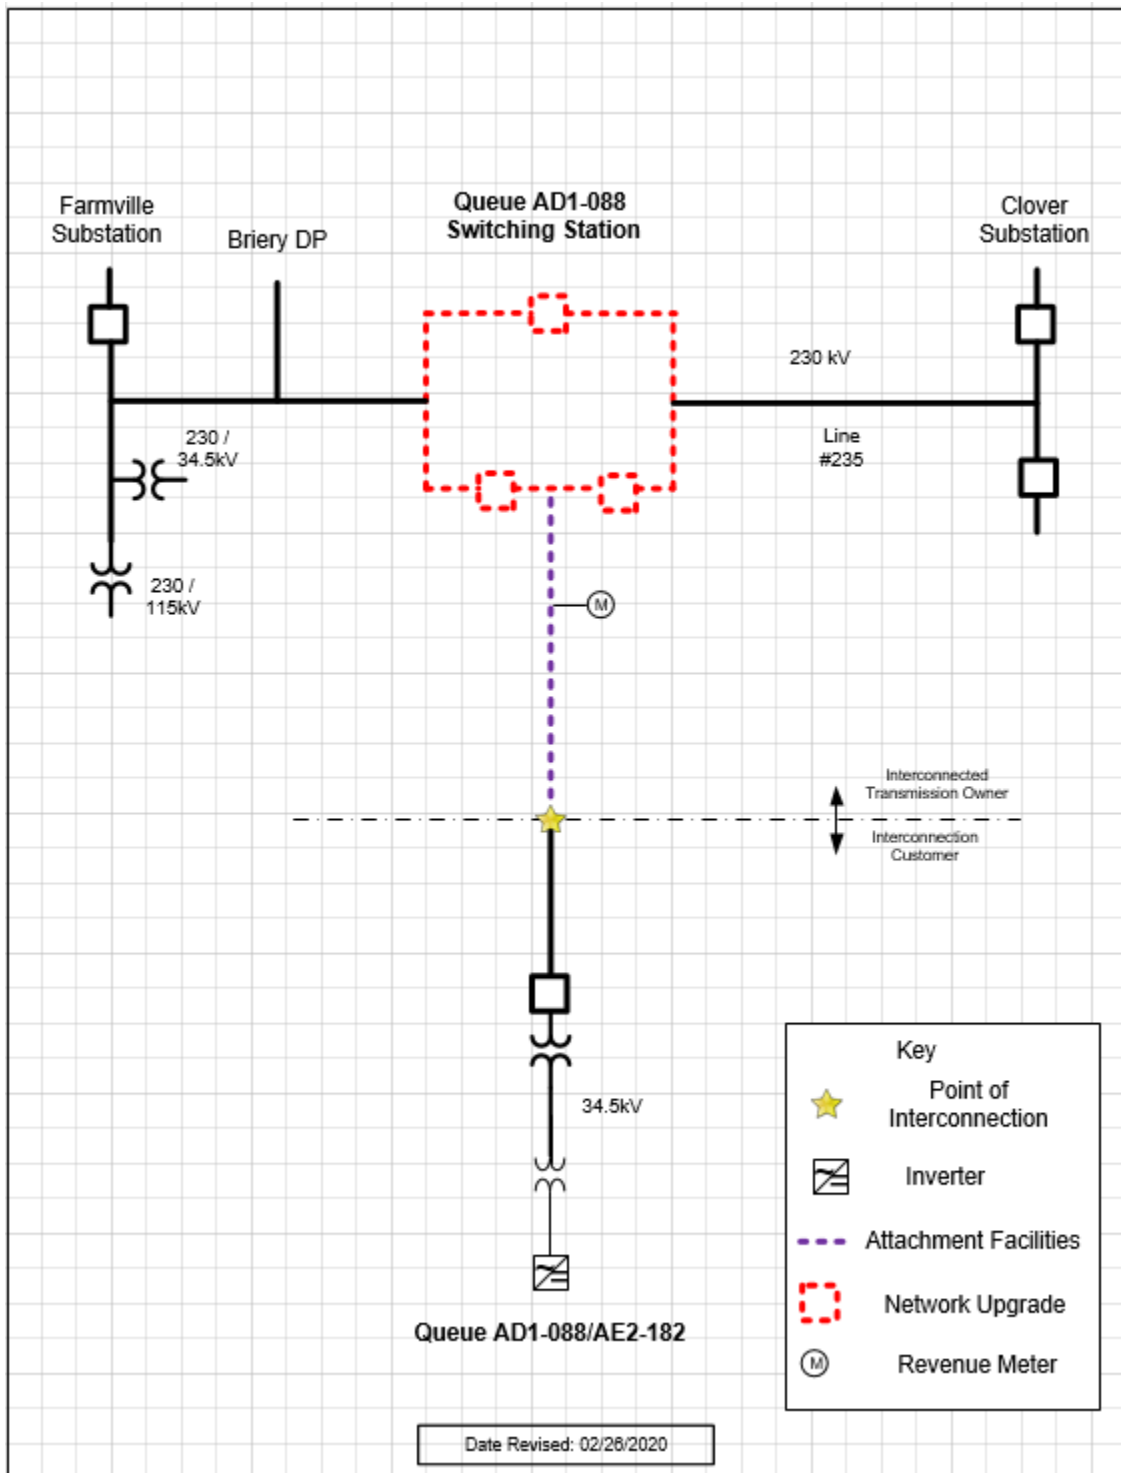 Farmville
Substation
Briery DP
Queue AD1-088
Switching Station
Clover
Substation
230 kV
Line
#235
230 /
34.5kV
230 /
115kV
M
Interconnected
Transmission Owner
Interconnection
Customer
34.5kV
Queue AD1-088/AE2-182
Key
Point of
Interconnection
Inverter
Attachment Facilities
Network Upgrade
M
Revenue Meter
Date Revised: 02/26/2020